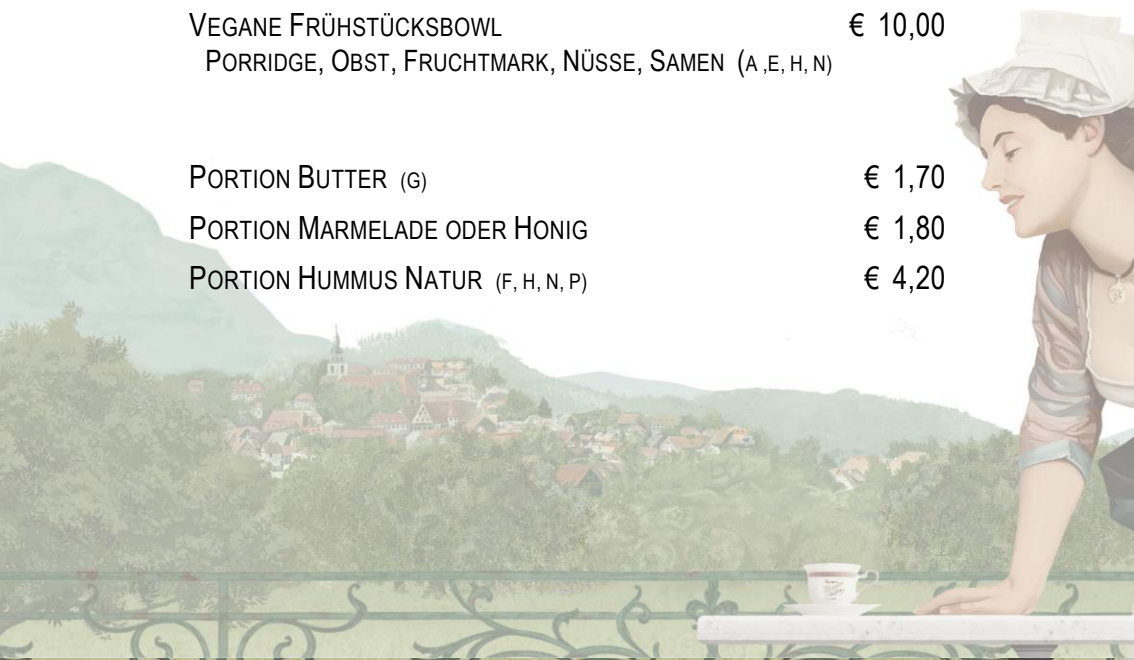 VEGANE FRÜHSTÜCKSBOWL € 10,00
PORRIDGE, OBST, FRUCHTMARK, NÜSSE, SAMEN (A ,E, H, N)
PORTION BUTTER (G) € 1,70
PORTION MARMELADE ODER HONIG € 1,80
PORTION HUMMUS NATUR (F, H, N, P) € 4,20